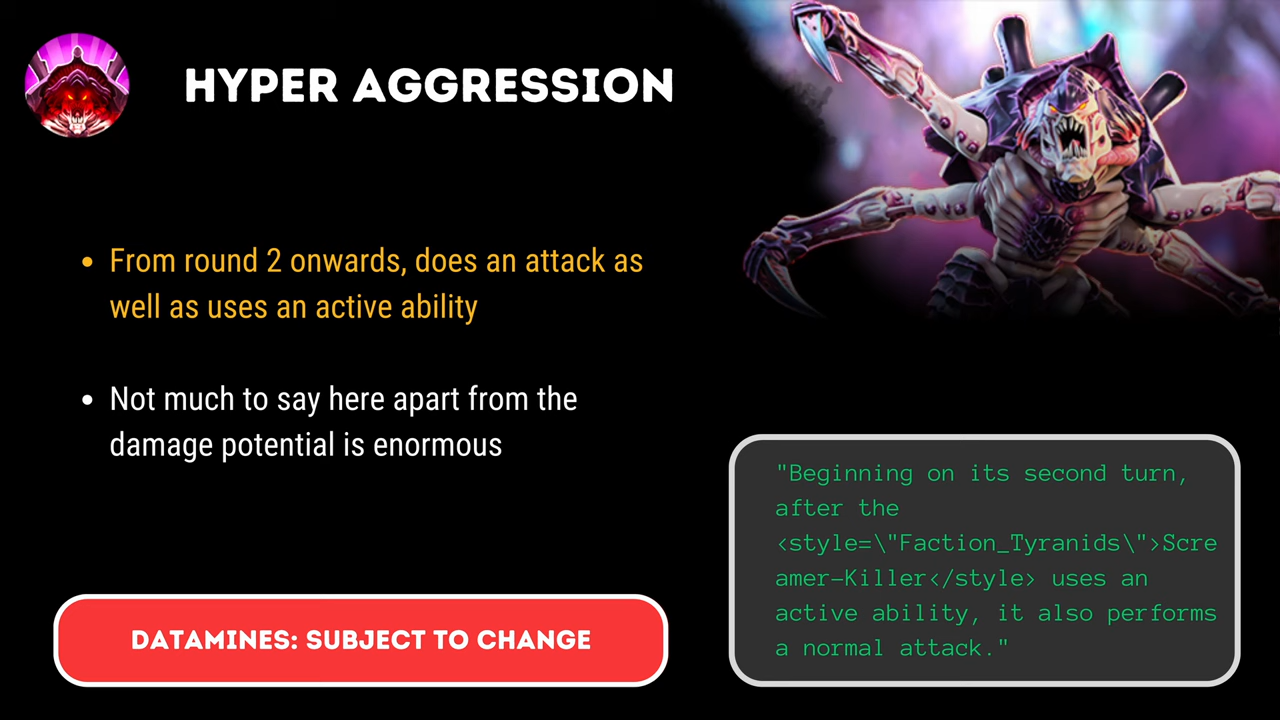 HYPER AGGRESSION
• From round 2 onwards, does an attack as
well as uses an active ability
• Not much to say here apart from the
damage potential is enormous
DATAMINES: SUBJECT TO CHANGE
"Beginning on its second turn,
after the
<style=\"Faction_Tyranids\">Scre
amer-Killer</style> uses an
active ability, it also performs
a normal attack."